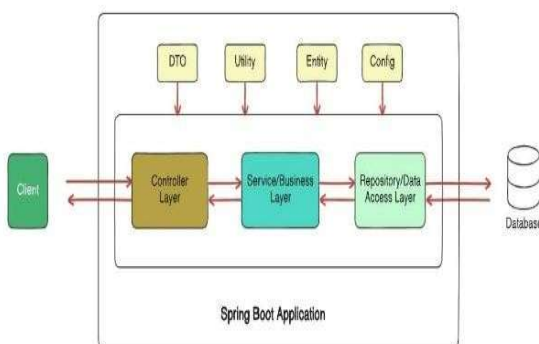 DTO
Utility
Entity
Config
Client
Controller
Layer
Service/Business
Layer
Repository/Data
Access Layer
Database
Spring Boot Application